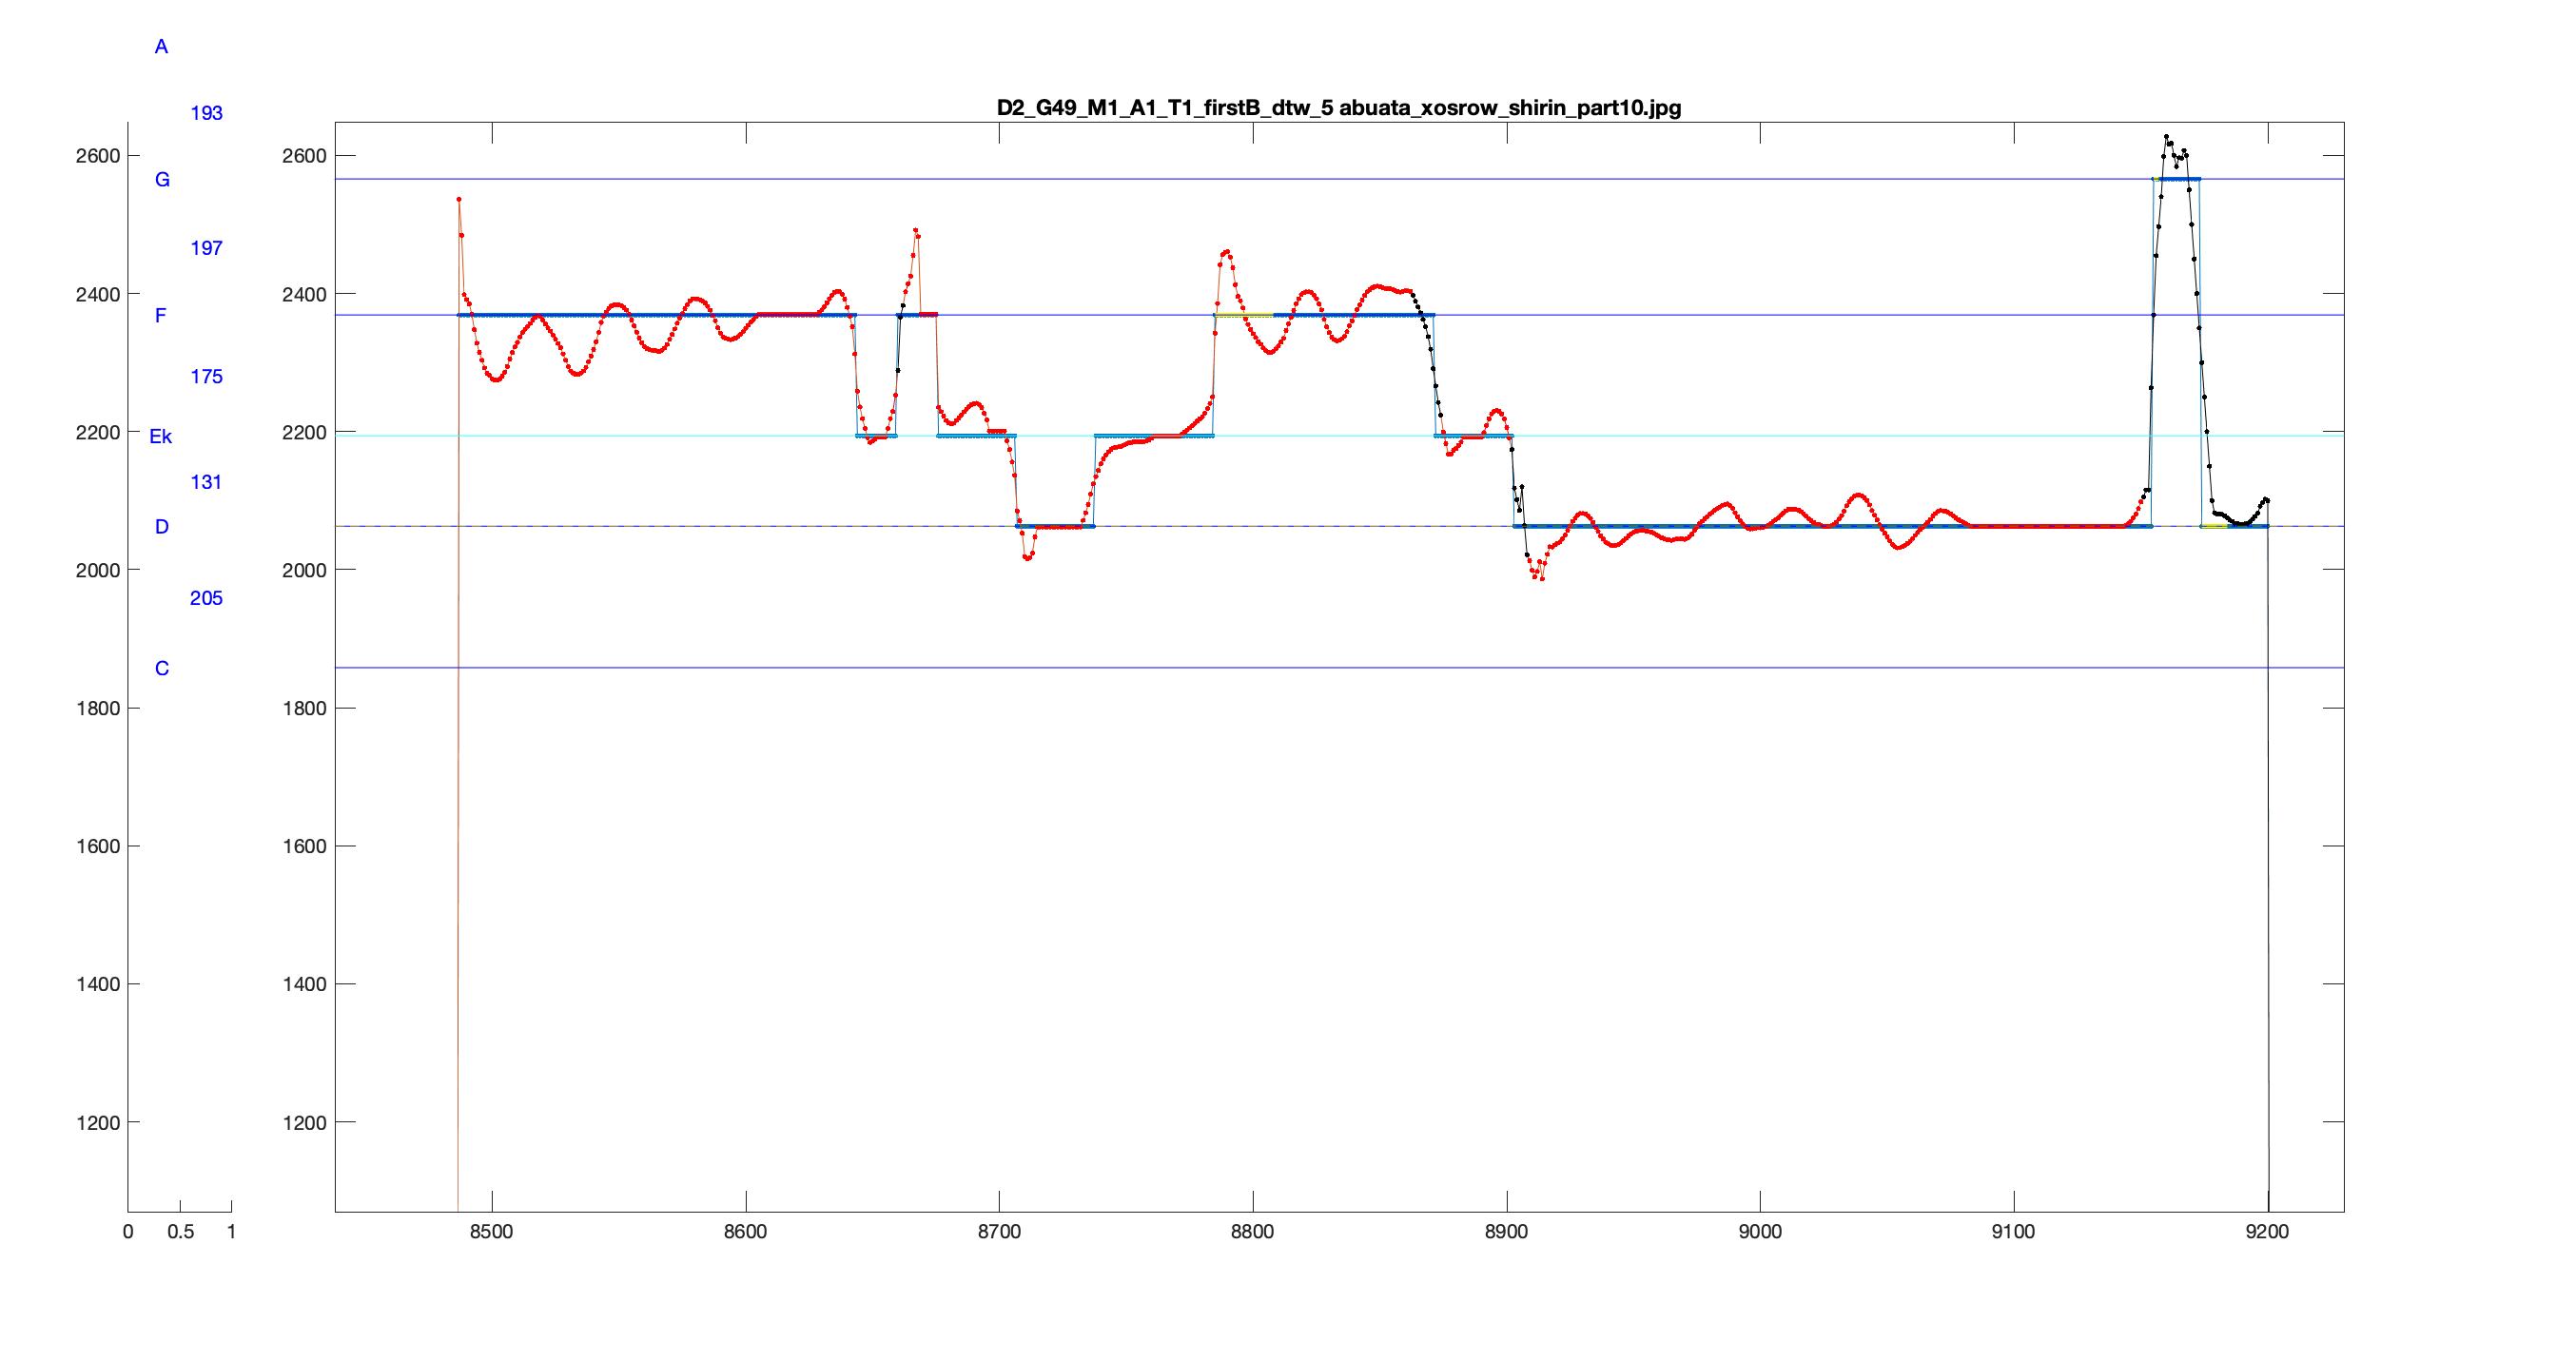 A
193
D2_G49_M1_A1_T1_firstB_dtw_5 abuata_xosrow_shirin_part10.jpg
2600 2600
G
197
2400 2400
F
175
2200 Ek 2200
131
D
2000 2000
205
C
1800 1800
1600 1600
1400 1400
1200 1200
0 0.5 1 8500 8600 8700 8800 8900 9000 9100 9200